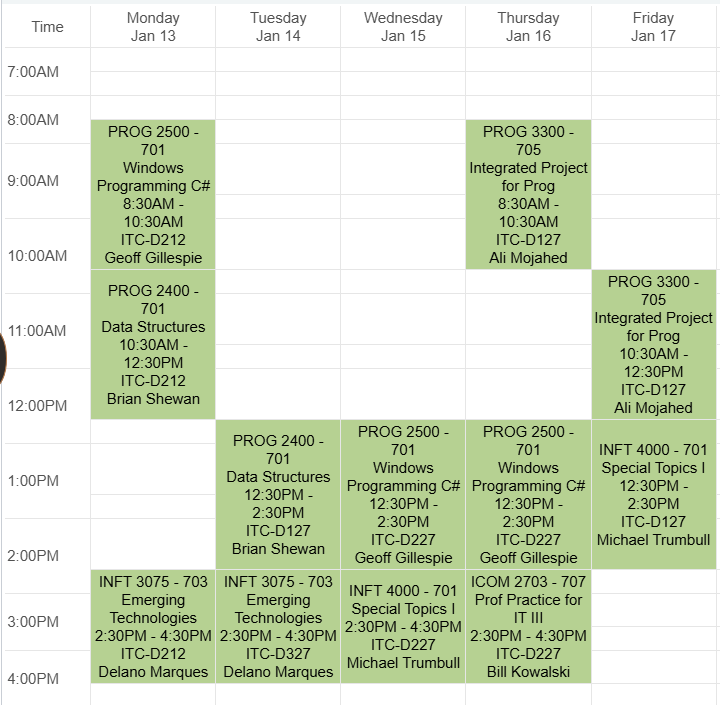 Time
Monday
Jan 13
Tuesday
Jan 14
Wednesday
Jan 15
Thursday
Jan 16
Friday
Jan 17
7:00AM
8:00AM
9:00AM
10:00AM
11:00AM
12:00PM
1:00PM
2:00PM
3:00PM
4:00PM
PROG 2500 -
701
Windows
Programming C#
8:30AM -
10:30AM
ITC-D212
Geoff Gillespie
PROG 2400 -
701
Data Structures
10:30AM -
12:30PM
ITC-D212
Brian Shewan
INFT 3075 - 703
Emerging
Technologies
2:30PM - 4:30PM
ITC-D212
Delano Marques
PROG 2400 -
701
Data Structures
12:30PM -
2:30PM
ITC-D127
Brian Shewan
INFT 3075 - 703
Emerging
Technologies
2:30PM - 4:30PM
ITC-D327
Delano Marques
PROG 2500 -
701
Windows
Programming C#
12:30PM -
2:30PM
ITC-D227
Geoff Gillespie
INFT 4000 - 701
Special Topics I
2:30PM - 4:30PM
ITC-D227
Michael Trumbull
PROG 3300 -
705
Integrated Project
for Prog
8:30AM -
10:30AM
ITC-D127
Ali Mojahed
PROG 2500 -
701
Windows
Programming C#
12:30PM -
2:30PM
ITC-D227
Geoff Gillespie
ICOM 2703 - 707
Prof Practice for
IT III
2:30PM - 4:30PM
ITC-D227
Bill Kowalski
PROG 3300 -
705
Integrated Project
for Prog
10:30AM -
12:30PM
ITC-D127
Ali Mojahed
INFT 4000 - 701
Special Topics I
12:30PM -
2:30PM
ITC-D127
Michael Trumbull